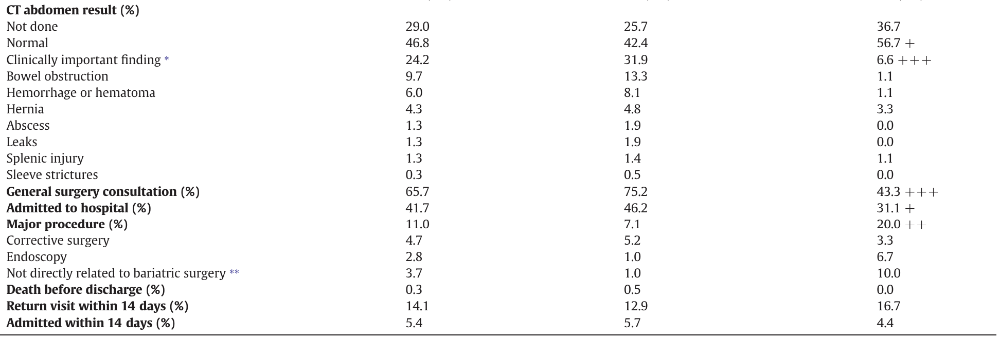 CT abdomen result (%)
Not done 29.0 25.7 36.7
Normal 46.8 42.4 56.7 +
Clinically important finding * 24.2 31.9 6.6 +++
Bowel obstruction 9.7 13.3 1.1
Hemorrhage or hematoma 6.0 8.1 1.1
Hernia 4.3 4.8 3.3
Abscess 1.3 1.9 0.0
Leaks 1.3 1.9 0.0
Splenic injury 1.3 1.4 1.1
Sleeve strictures 0.3 0.5 0.0
General surgery consultation (%) 65.7 75.2 43.3 +++
Admitted to hospital (%) 41.7 46.2 31.1 +
Major procedure (%) 11.0 7.1 20.0 ++
Corrective surgery 4.7 5.2 3.3
Endoscopy 2.8 1.0 6.7
Not directly related to bariatric surgery ** 3.7 1.0 10.0
Death before discharge (%) 0.3 0.5 0.0
Return visit within 14 days (%) 14.1 12.9 16.7
Admitted within 14 days (%) 5.4 5.7 4.4